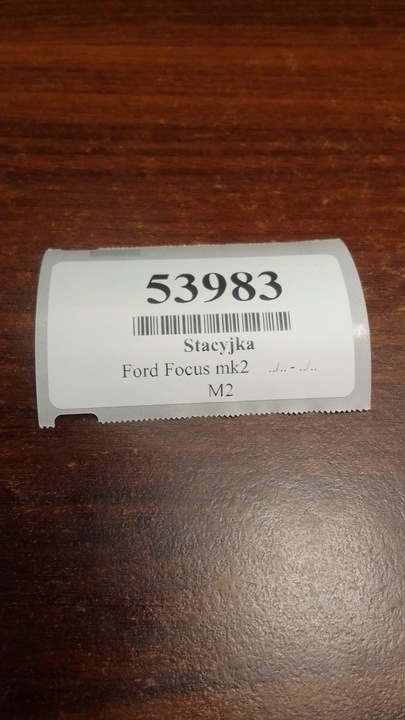 53983
Stacyjka
Ford Focus mk2 ../.. - ../..
M2